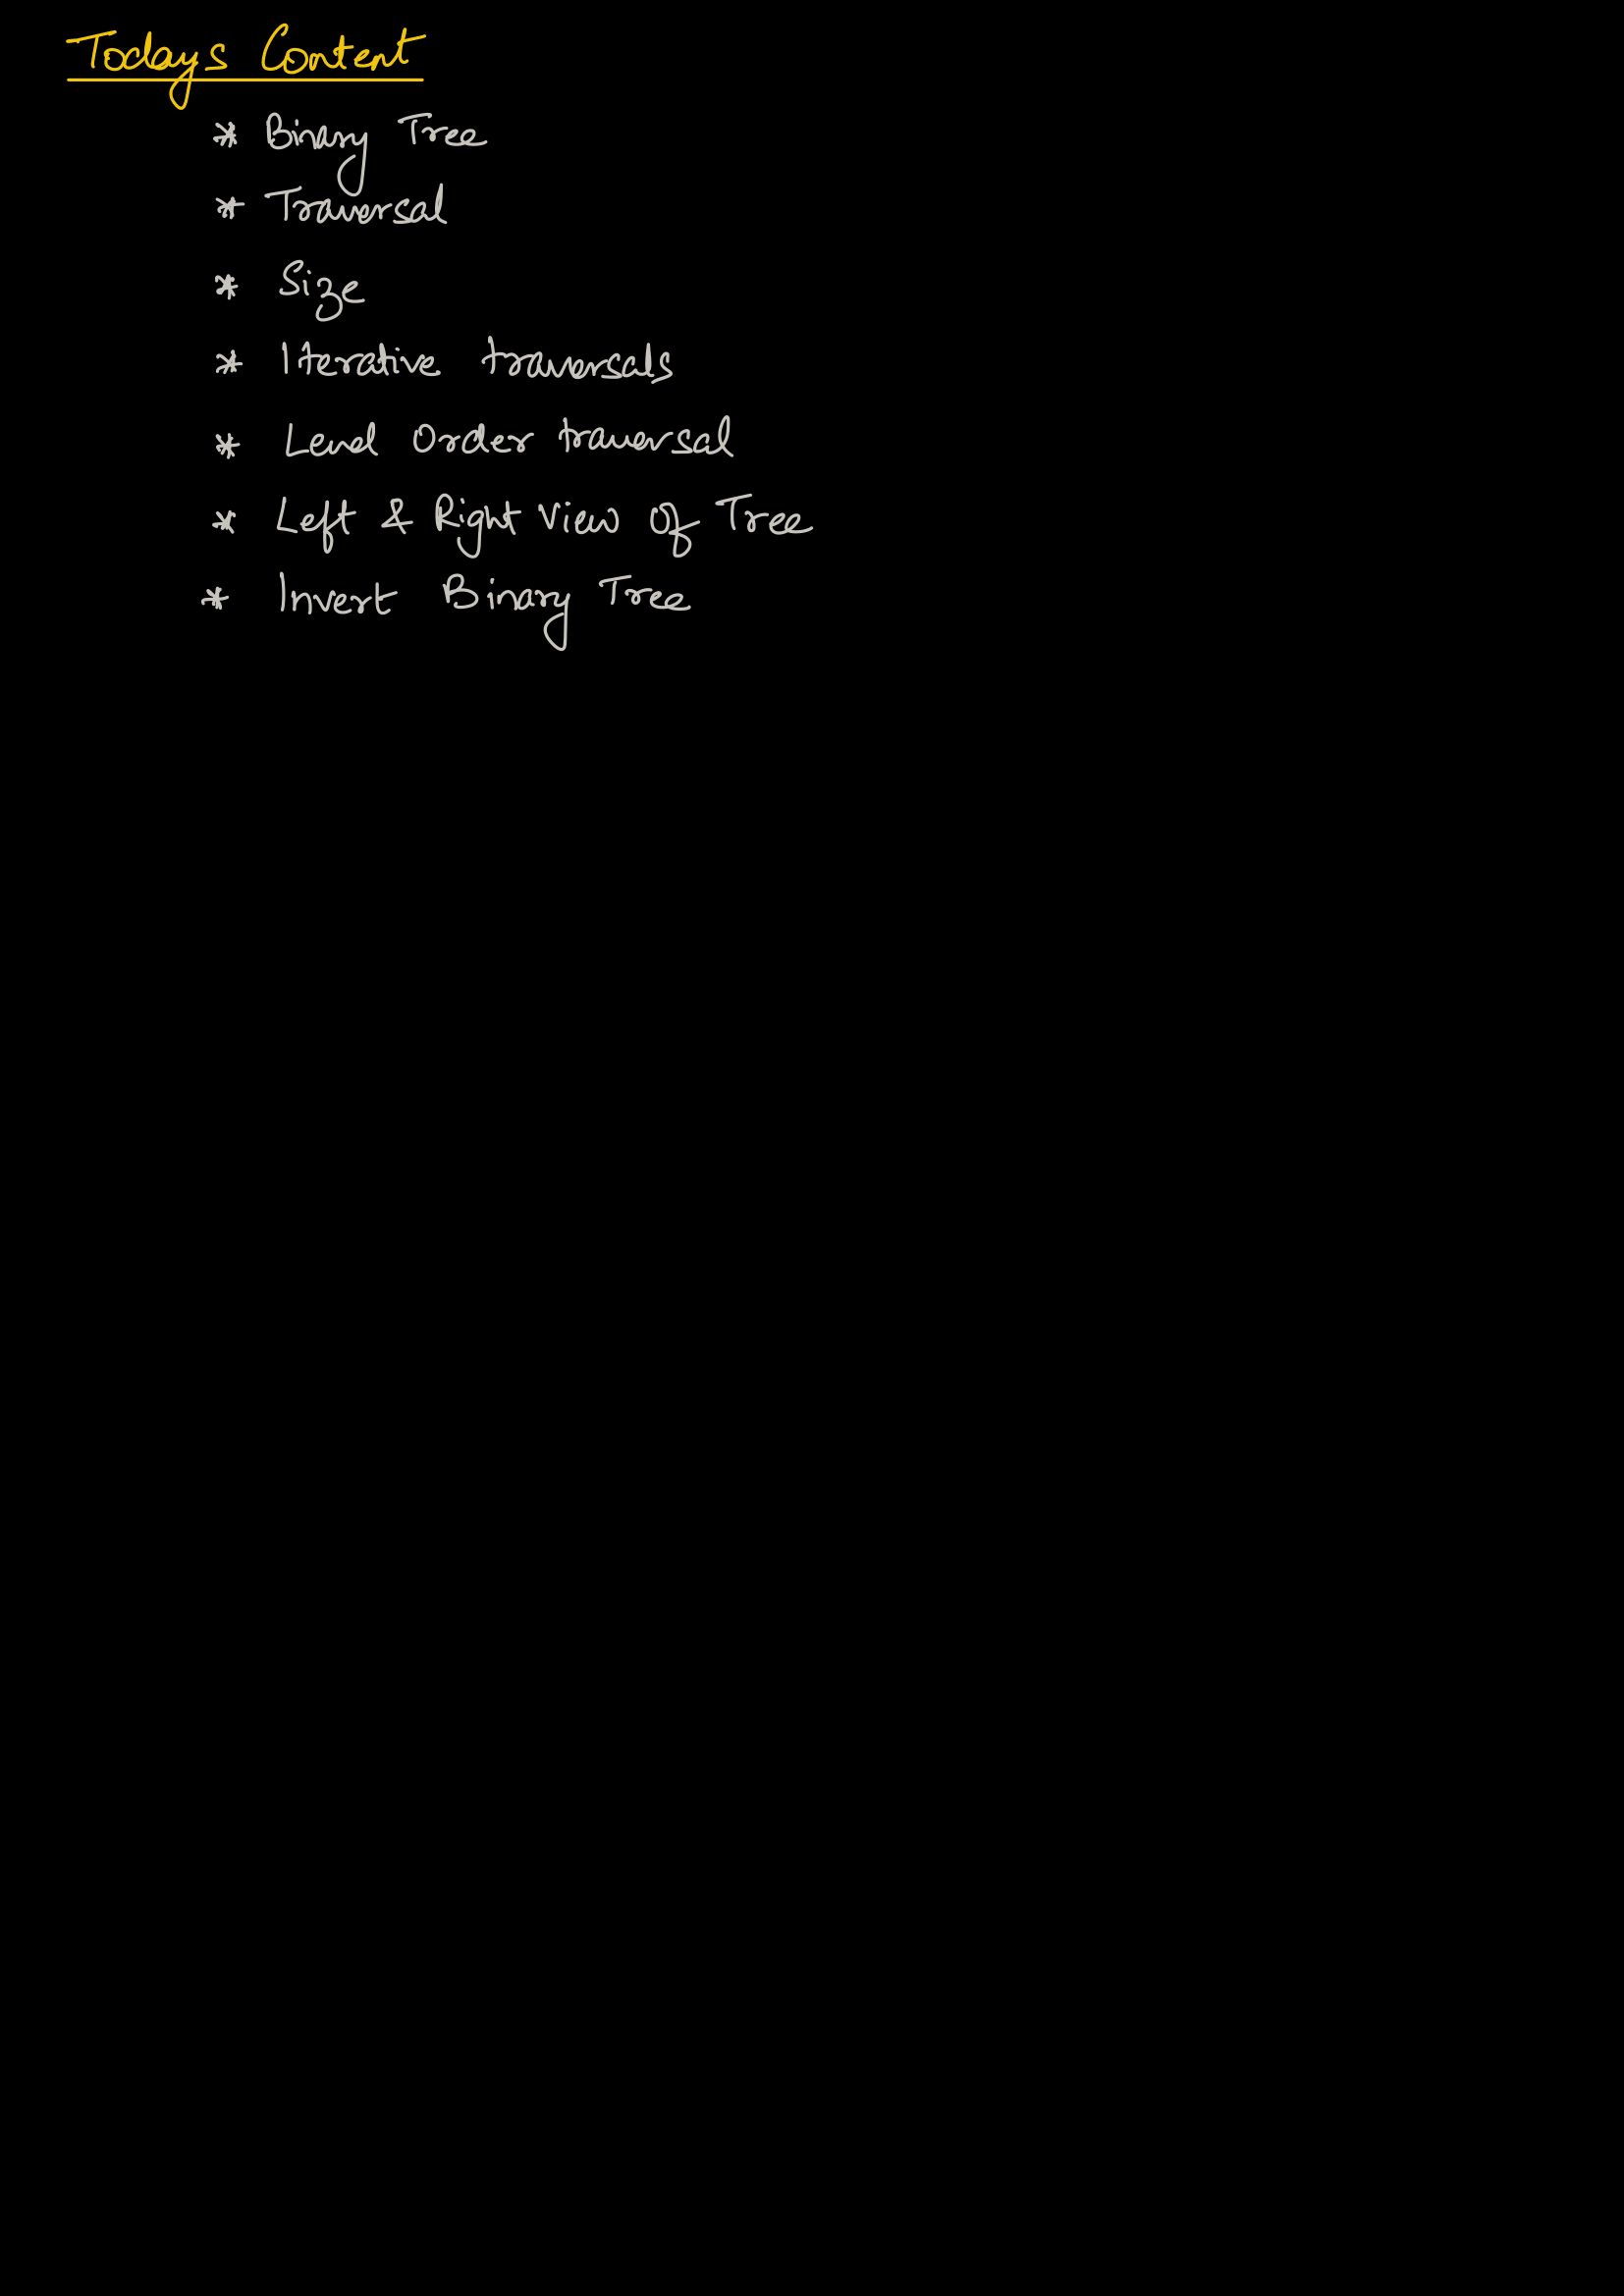 Todays Content
* Binary Tree
* Traversal
* Size
* Iterative traversals
* Level Order traversal
* Left & Right View Of Tree
* Invert Binary Tree